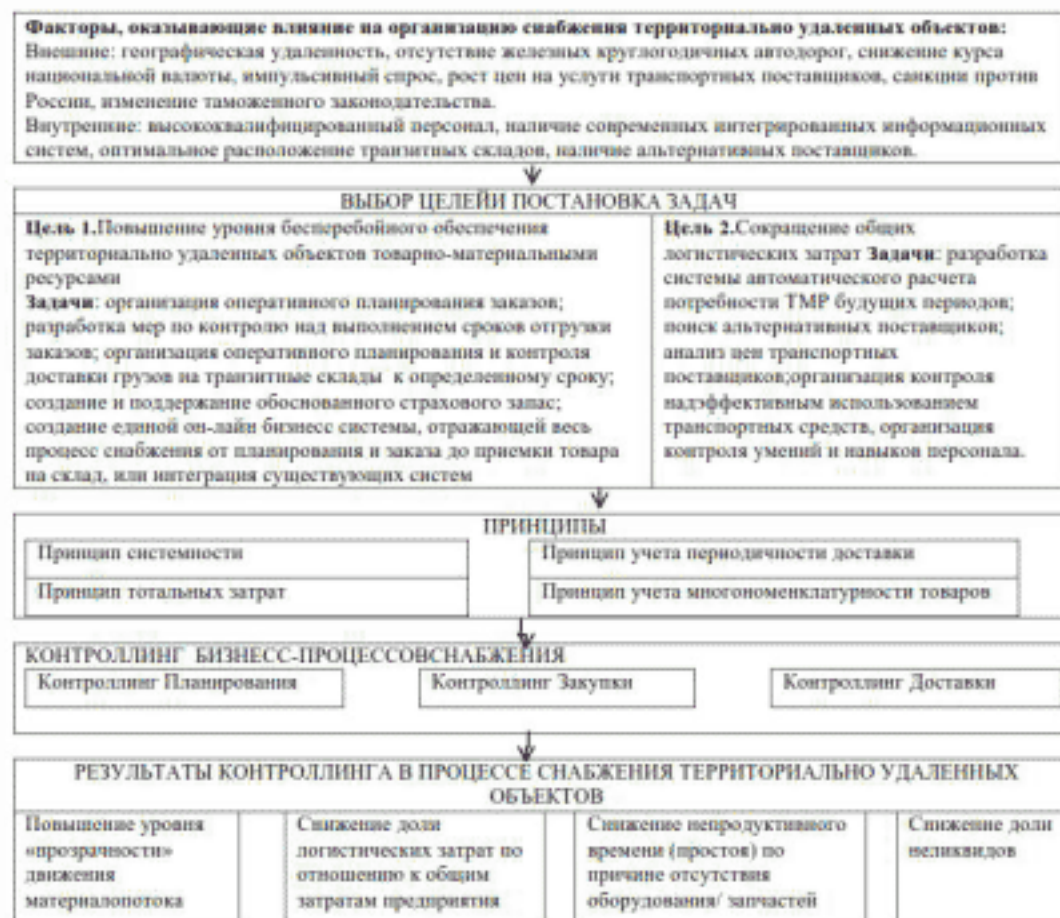 Факторы, оказывающие влияние на организацию снабжения территориально удаленных объектов:
Внешние: географическая удаленность, отсутствие железных круглогодичных автодорог, снижение курса
национальной валюты, импульсивный спрос, рост цен на услуги транспортных поставщиков, санкции против
России, изменение таможенного законодательства.
Внутренние: высококвалифицированный персонал, наличие современных интегрированных информационных
систем, оптимальное расположение транзитных складов, наличие альтернативных поставщиков.
ВЫБОР ЦЕЛЕЙИ ПОСТАНОВКА ЗАДАЧ
Цель 1.Повышение уровня бесперебойного обеспечения
территориально удаленных объектов товарно-материальными
ресурсами
Задачи: организация оперативного планирования заказов;
разработка мер по контролю над выполнением сроков отгрузки
заказов; организация оперативного планирования и контроля
доставки грузов на транзитные склады к определенному сроку;
создание и поддержание обоснованного страхового запас;
создание единой он-лайн бизнес системы, отражающей весь
процесс снабжения от планирования и заказа до приемки товара
на склад, или интеграция существующих систем
Цель 2.Сокращение общих
логистических затрат Задачи: разработка
системы автоматического расчета
потребности ТМР будущих периодов;
поиск альтернативных поставщиков;
анализ цен транспортных
поставщиков;организация контроля
надэффективным использованием
транспортных средств, организация
контроля умений и навыков персонала.
ПРИНЦИПЫ
Принцип системности
Принцип учета периодичности доставки
Принцип тотальных затрат
Принцип учета многономенклатурности товаров
КОНТРОЛЛИНГ БИЗНЕС-ПРОЦЕССОВСНАБЖЕНИЯ
Контроллинг Планирования
Контроллинг Закупки
Контроллинг Доставки
РЕЗУЛЬТАТЫ КОНТРОЛЛИНГА В ПРОЦЕССЕ СНАБЖЕНИЯ ТЕРРИТОРИАЛЬНО УДАЛЕННЫХ
ОБЪЕКТОВ
Повышение уровня
«прозрачности»
движения
материалопотока
Снижение доли
логистических затрат по
отношению к общим
затратам предприятия
Снижение непродуктивного
времени (простоя) по
причине отсутствия
оборудования/ запчастей
Снижение доли
неликвидов